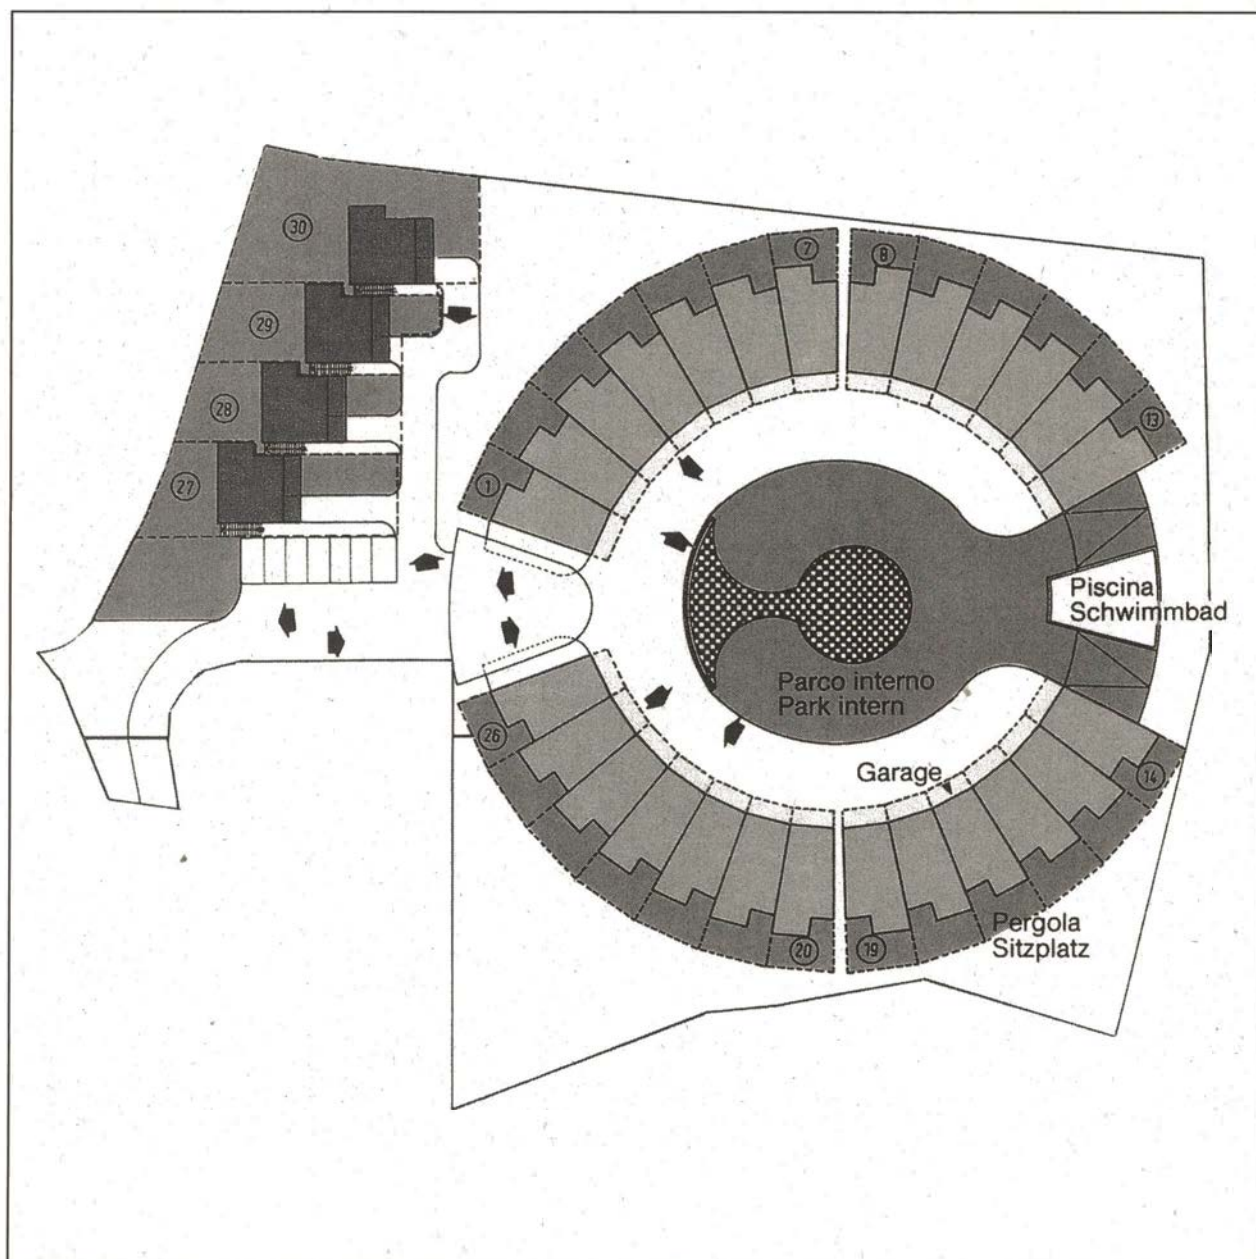 30
7
8
29
28
13
27
1
Piscina
Schwimmbad
Parco interno
Park intern
26
Garage
14
Pergola
Sitzplatz
20
19